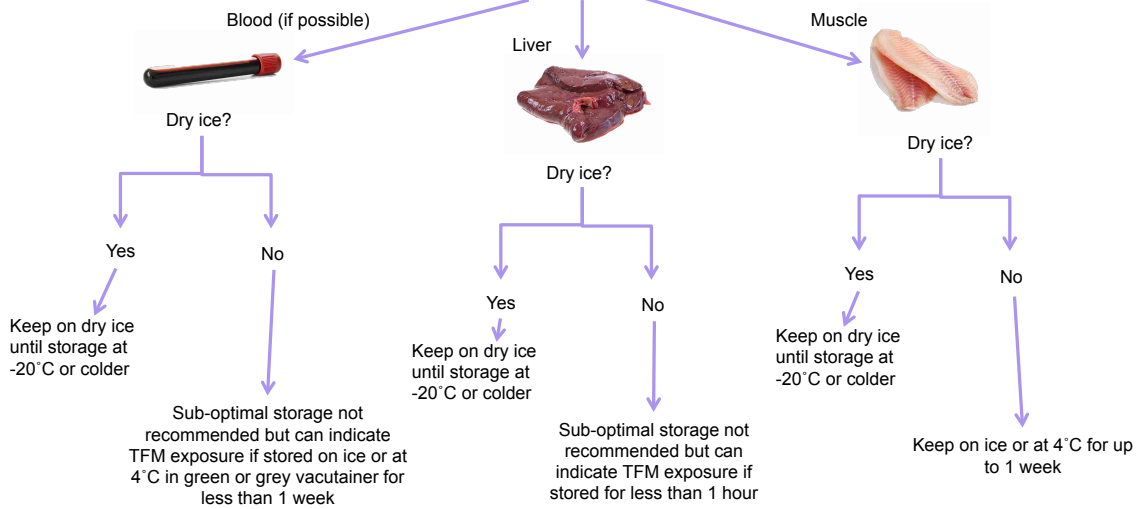 Blood (if possible)
Liver
Muscle
Dry ice?
Dry ice?
Dry ice?
Yes
No
Yes
No
Yes
No
Keep on dry ice
until storage at
-20˚C or colder
Sub-optimal storage not
recommended but can indicate
TFM exposure if stored on ice or at
4˚C in green or grey vacutainer for
less than 1 week
Keep on dry ice
until storage at
-20˚C or colder
Sub-optimal storage not
recommended but can
indicate TFM exposure if
stored for less than 1 hour
Keep on dry ice
until storage at
-20˚C or colder
Keep on ice or at 4˚C for up
to 1 week